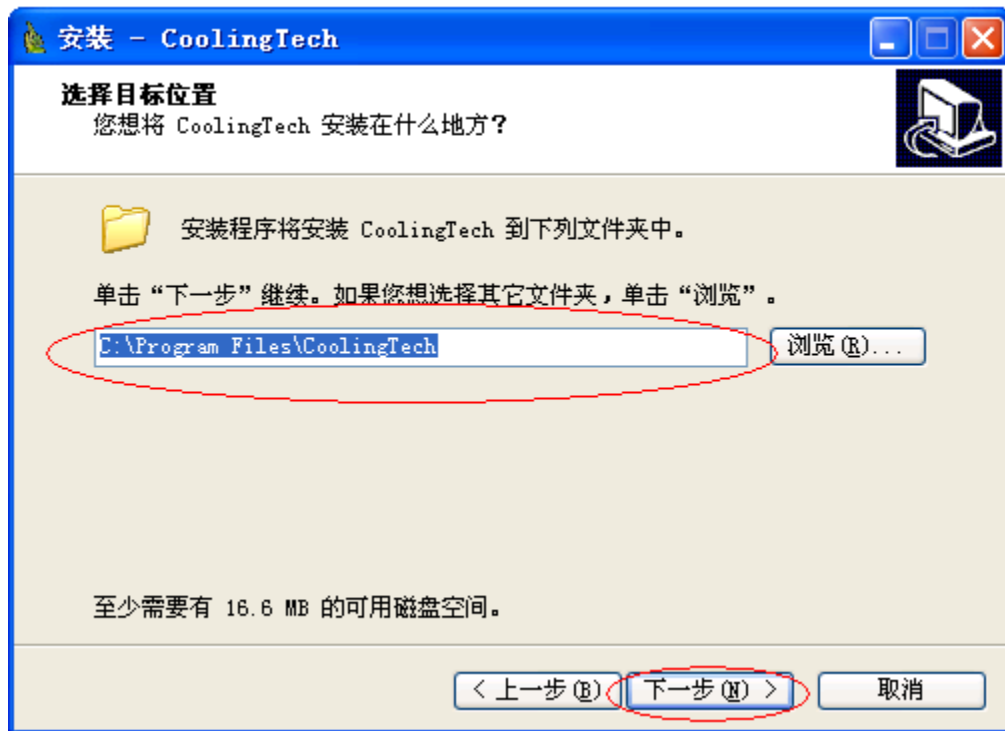 安装 - CoolingTech
选择目标位置
您想将 CoolingTech 安装在什么地方？
安装程序将安装 CoolingTech 到下列文件夹中。
单击“下一步”继续。如果您想选择其它文件夹，单击“浏览”。
C:\Program Files\CoolingTech
浏览(R)...
至少需要有 16.6 MB 的可用磁盘空间。
< 上一步(B)
下一步(N) >
取消